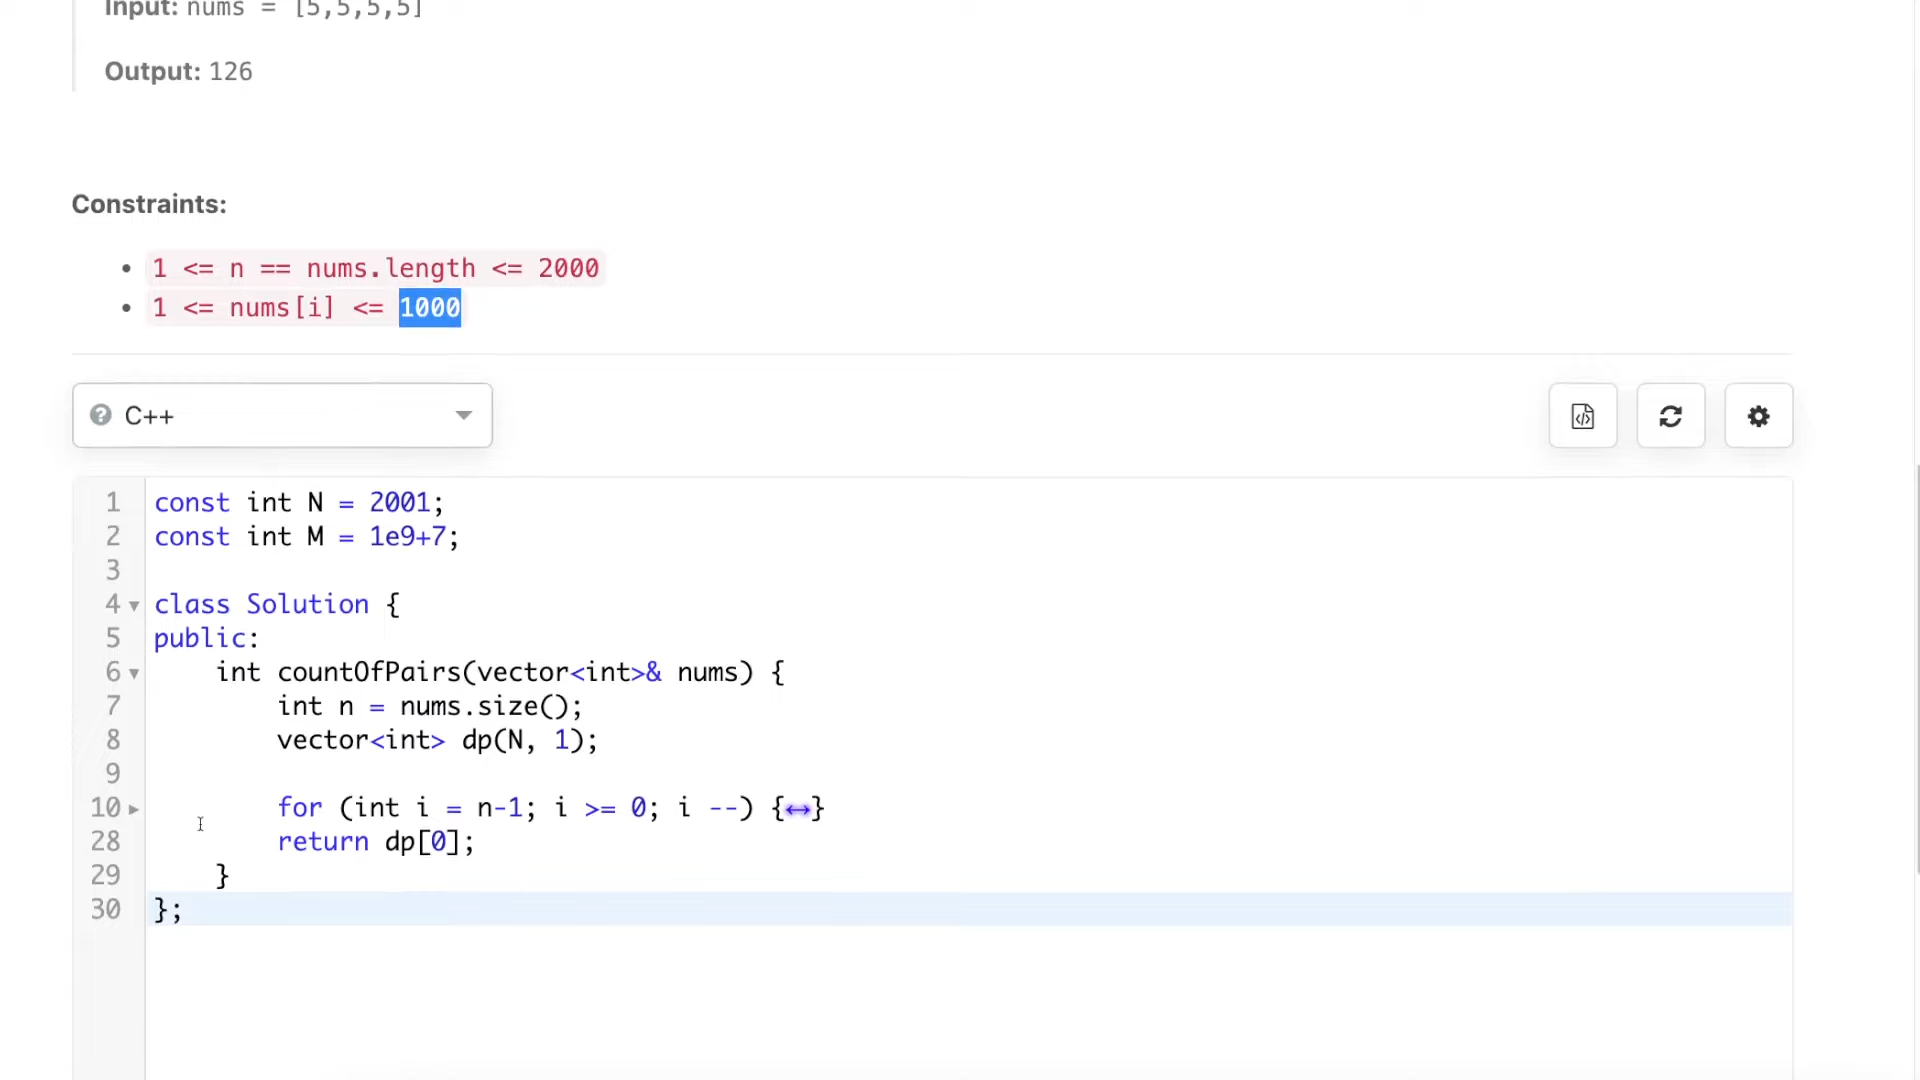 Input: nums = [5,5,5,5]
Output: 126
Constraints:
• 1 <= n == nums.length <= 2000
• 1 <= nums[i] <= 1000
C++
1 const int N = 2001;
2 const int M = 1e9+7;
3
4 class Solution {
5 public:
6     int countOfPairs(vector<int>& nums) {
7         int n = nums.size();
8         vector<int> dp(N, 1);
9
10         for (int i = n-1; i >= 0; i --) {↔}
28         return dp[0];
29     }
30 };